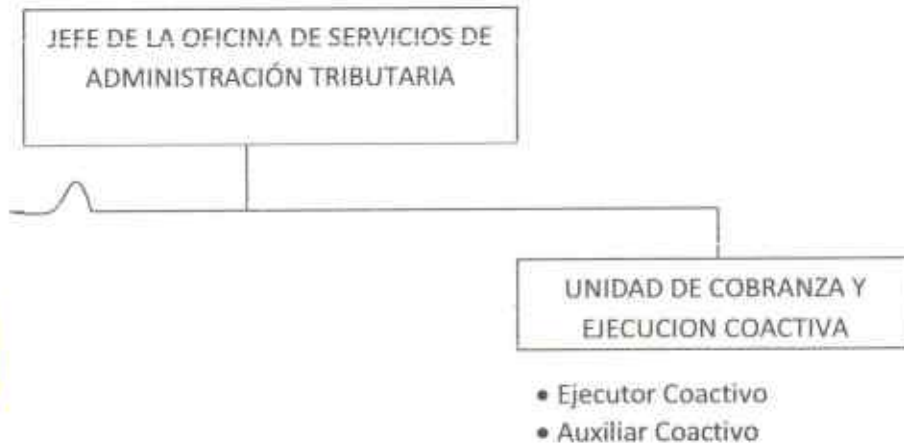 JEFE DE LA OFICINA DE SERVICIOS DE
ADMINISTRACIÓN TRIBUTARIA
UNIDAD DE COBRANZA Y
EJECUCION COACTIVA
• Ejecutor Coactivo
• Auxiliar Coactivo